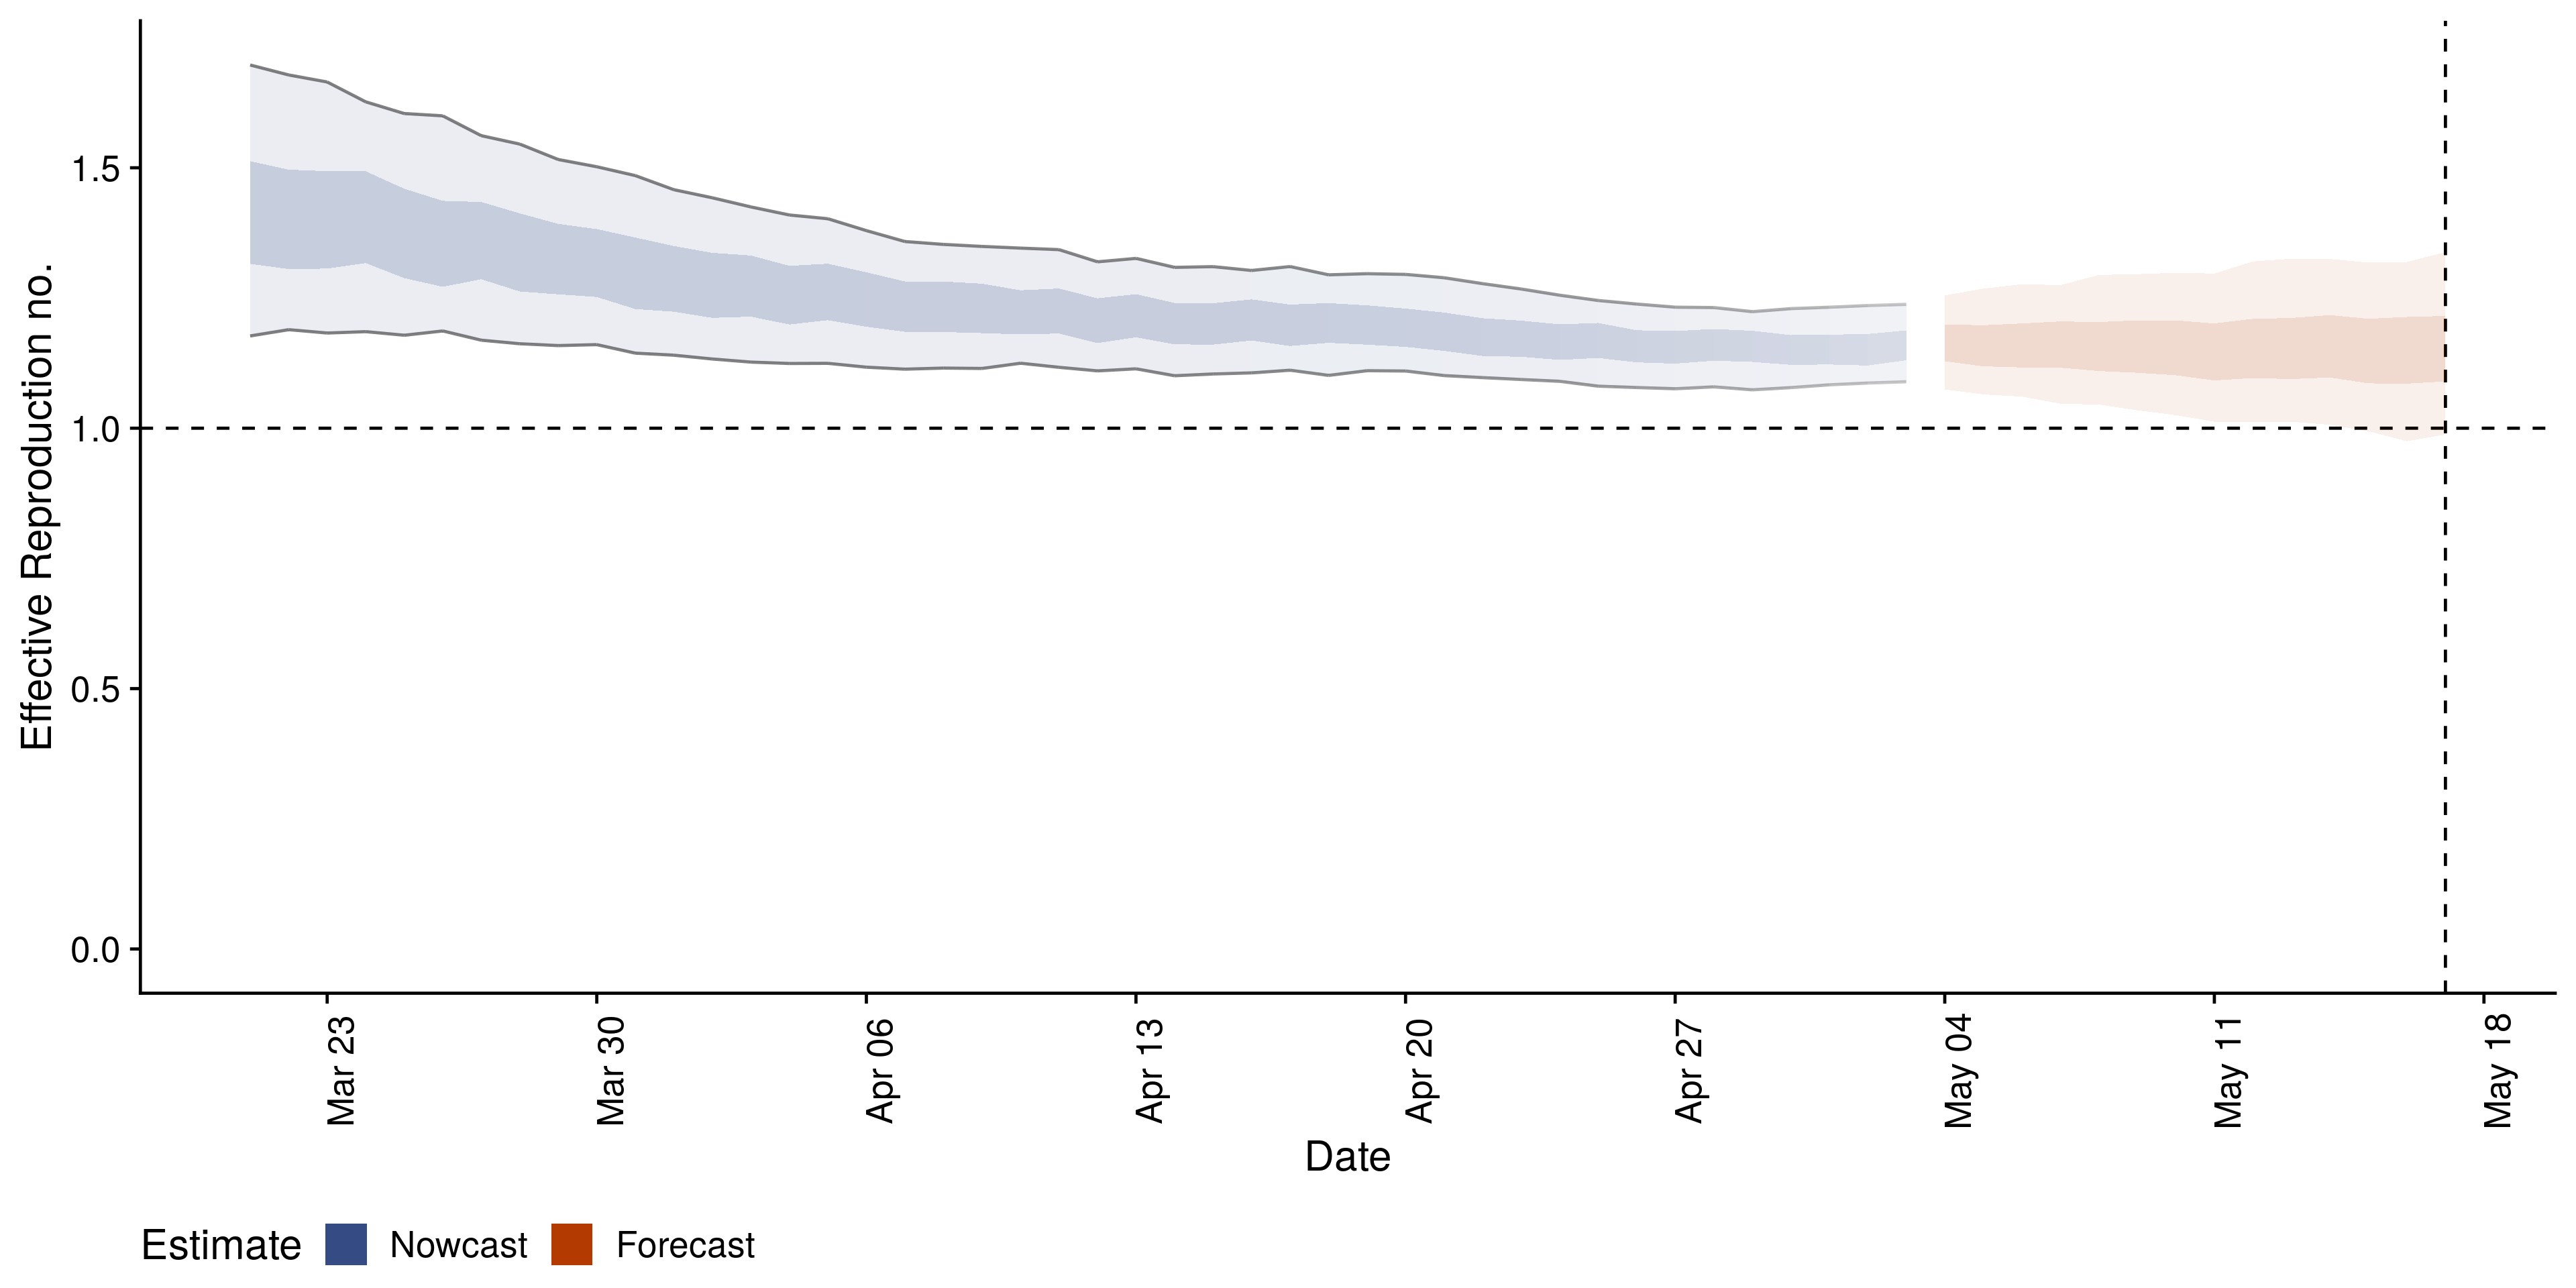 Effective Reproduction no.
1.5
1.0
0.5
0.0
Mar 23
Mar 30
Apr 06
Apr 13
Apr 20
Apr 27
May 04
May 11
May 18
Date
Estimate Nowcast Forecast